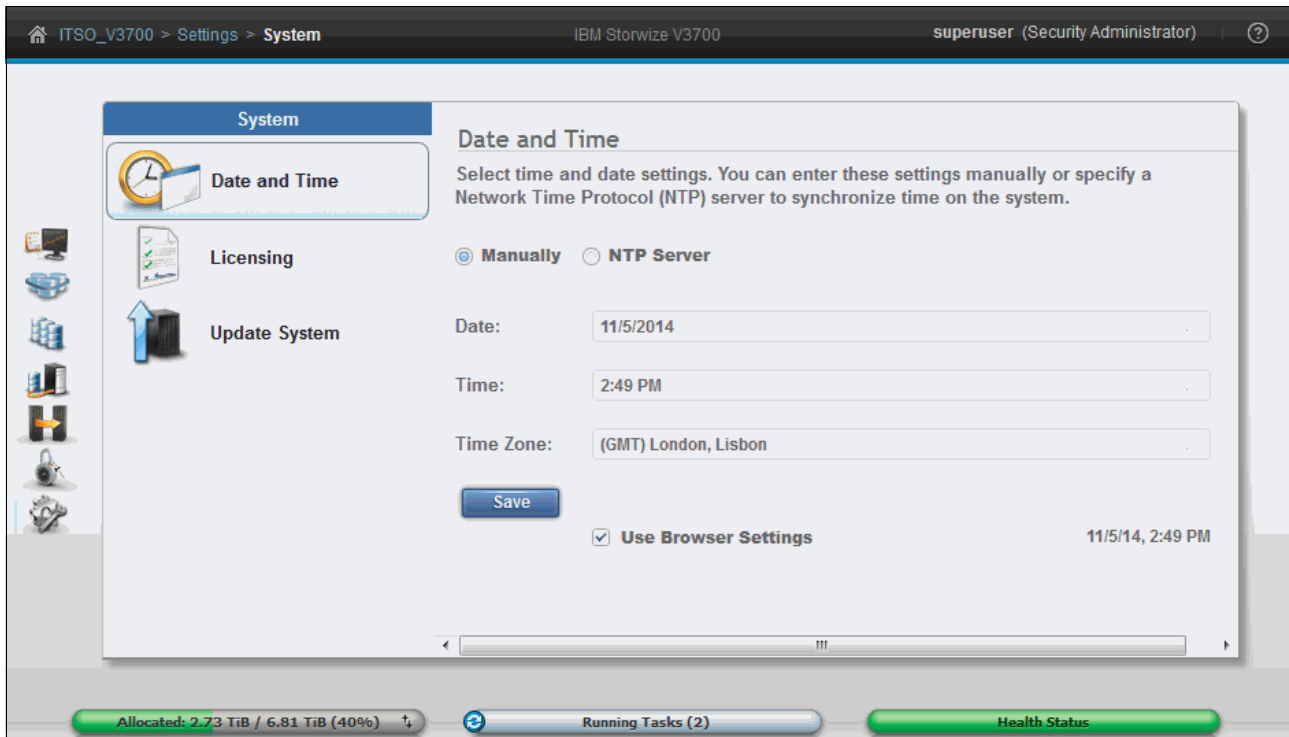 ITSO_V3700 > Settings > System
IBM Storwize V3700
superuser (Security Administrator)
?
System
Date and Time
Licensing
Update System
Date and Time
Select time and date settings. You can enter these settings manually or specify a
Network Time Protocol (NTP) server to synchronize time on the system.
Manually
NTP Server
Date:
11/5/2014
Time:
2:49 PM
Time Zone:
(GMT) London, Lisbon
Save
Use Browser Settings
11/5/14, 2:49 PM
Allocated: 2.73 TiB / 6.81 TiB (40%)
Running Tasks (2)
Health Status